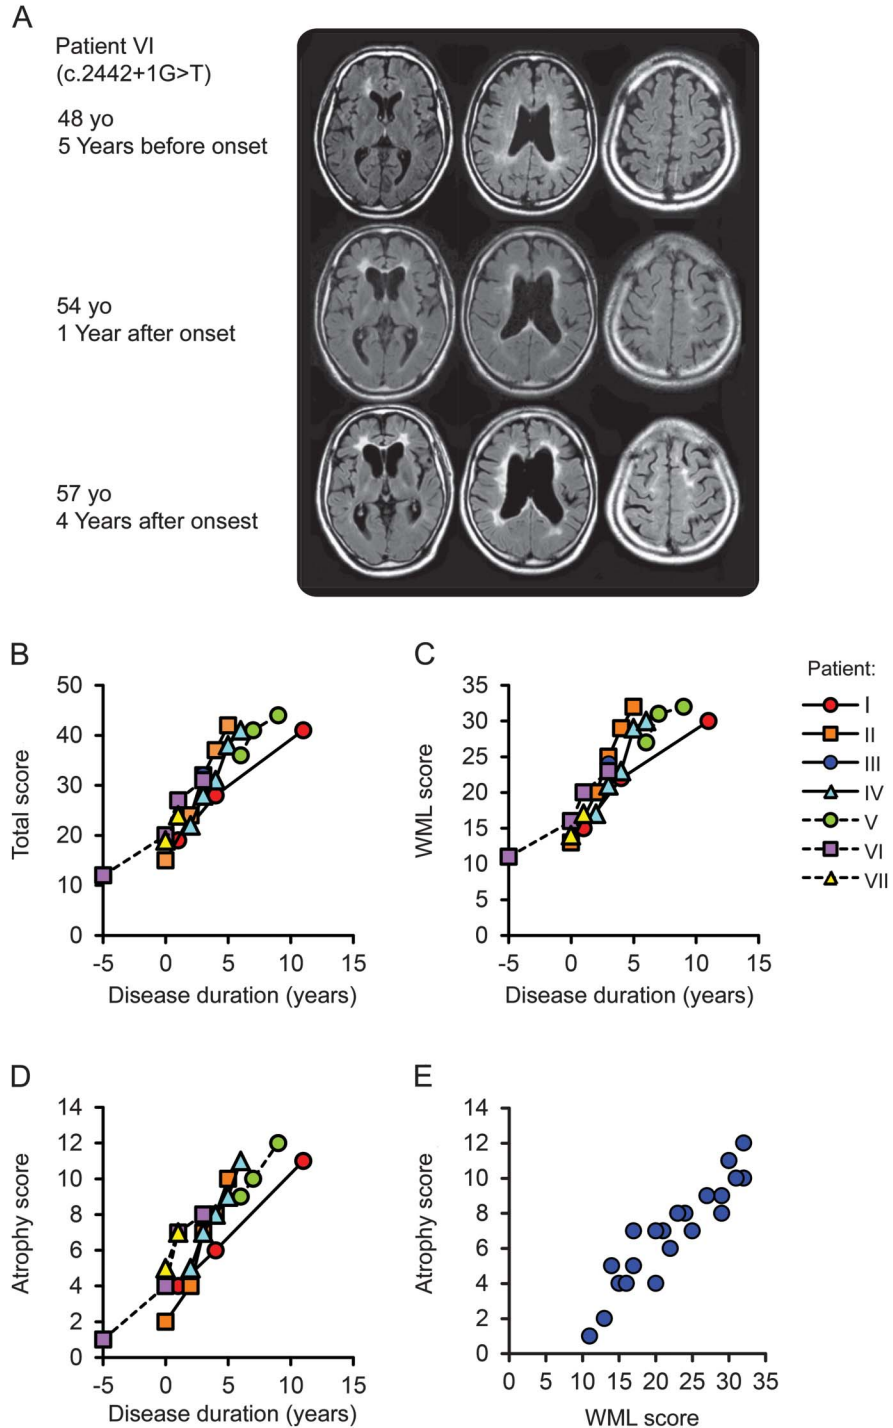 A
Patient VI
(c.2442+1G>T)
48 yo
5 Years before onset
54 yo
1 Year after onset
57 yo
4 Years after onsest
B
Total score
50
40
30
20
10
0
-5 0 5 10 15
Disease duration (years)
C
WML score
35
30
25
20
15
10
5
0
-5 0 5 10 15
Disease duration (years)
Patient:
I
II
III
IV
V
VI
VII
D
Atrophy score
14
12
10
8
6
4
2
0
-5 0 5 10 15
Disease duration (years)
E
Atrophy score
14
12
10
8
6
4
2
0
0 5 10 15 20 25 30 35
WML score